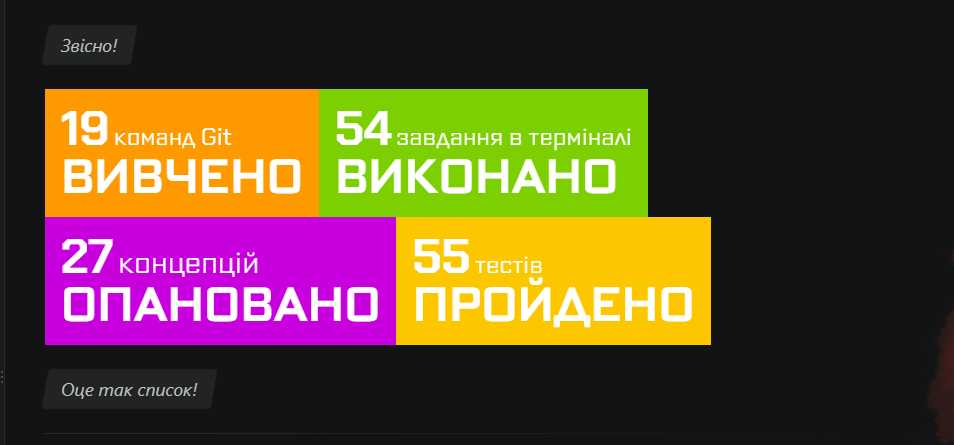 Звісно!
19 команд Git
ВИВЧЕНО
54 завдання в терміналі
ВИКОНАНО
27 концепцій
ОПАНОВАНО
55 тестів
ПРОЙДЕНО
Оце так список!